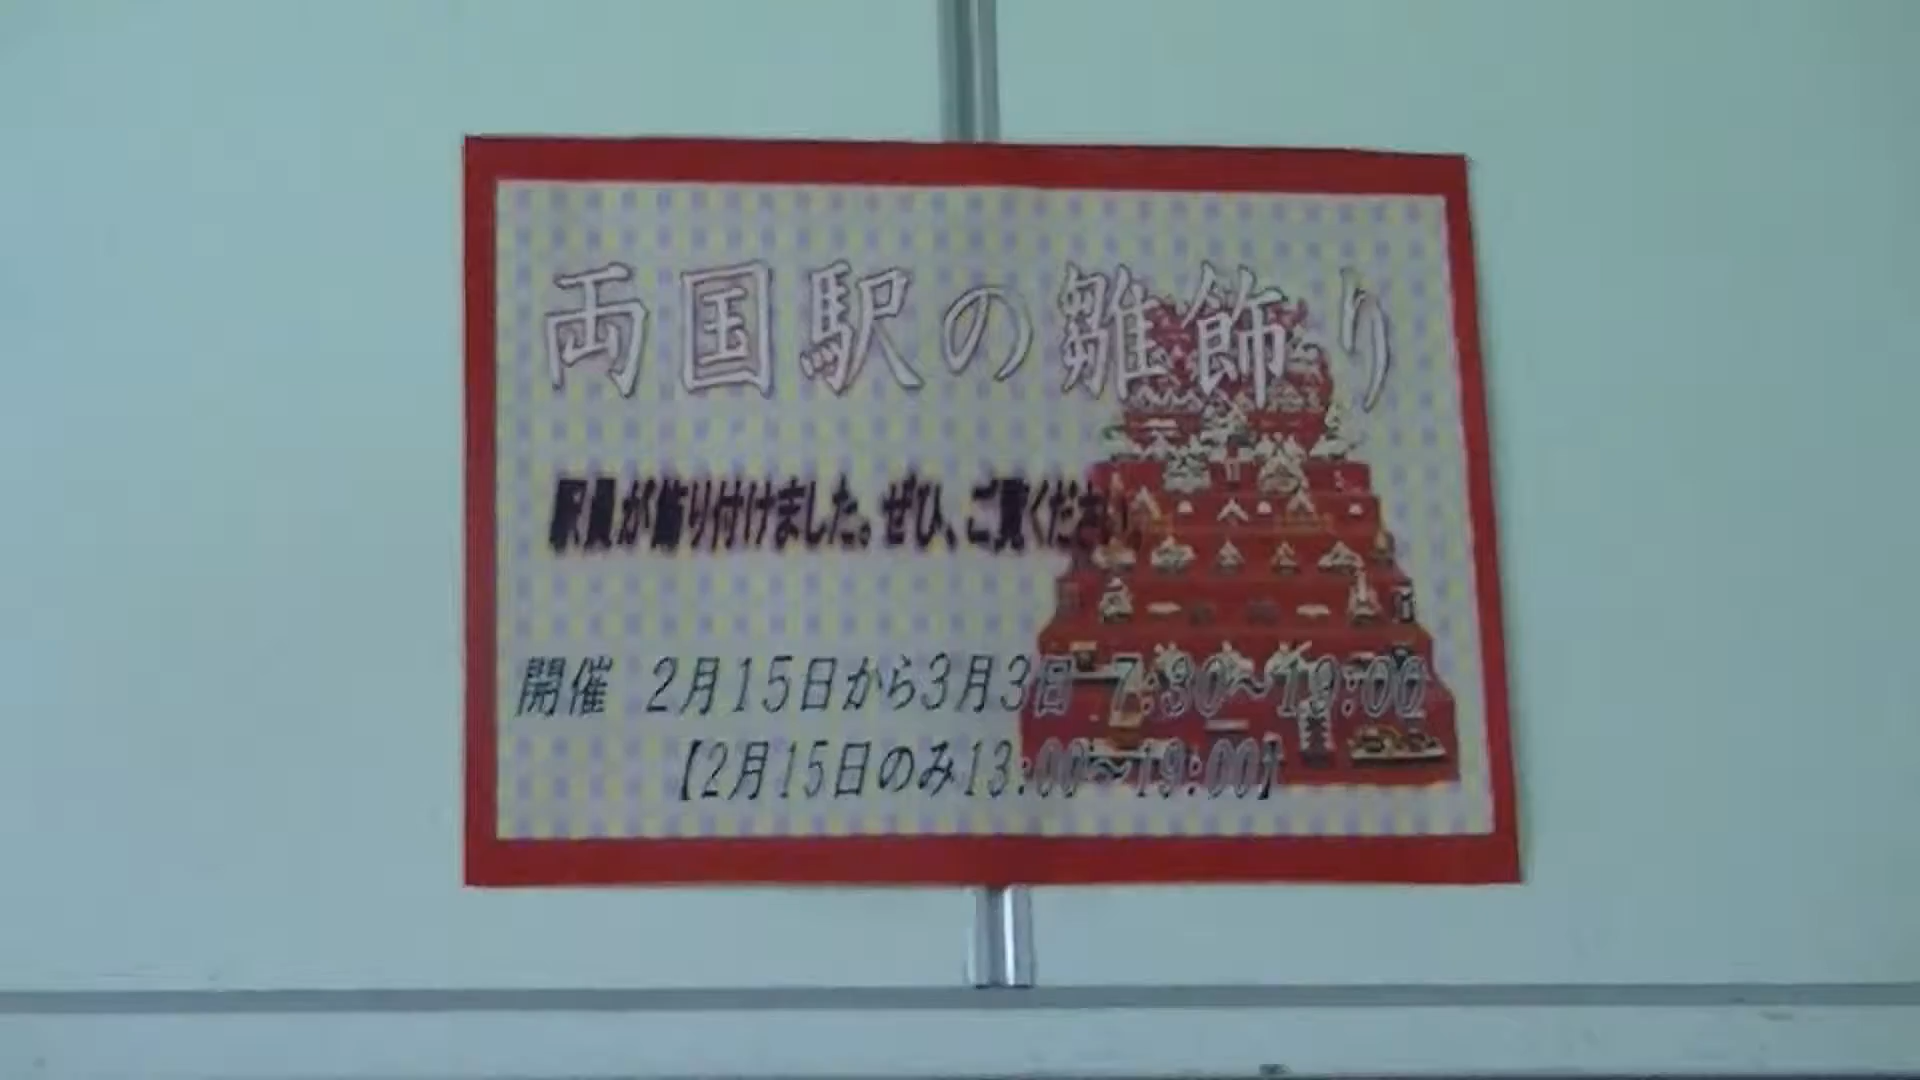 両国駅の雛飾り
駅員が飾り付けました。ぜひ、ご覧ください。
開催 2月15日から3月3日 7:30～19:00
【2月15日のみ13:00～19:00】